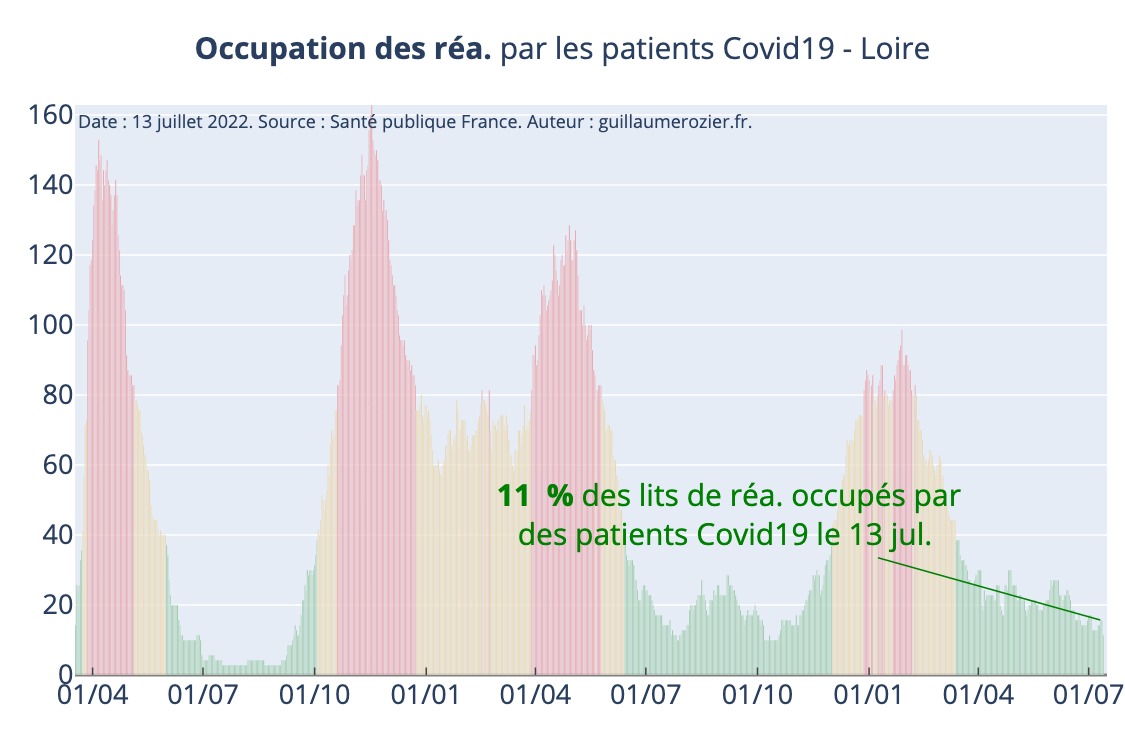 Occupation des réa. par les patients Covid19 - Loire
160
Date : 13 juillet 2022. Source : Santé publique France. Auteur : guillaumerozier.fr.
140
120
100
80
60
11 % des lits de réa. occupés par
des patients Covid19 le 13 jul.
40
20
0
01/04 01/07 01/10 01/01 01/04 01/07 01/10 01/01 01/04 01/07